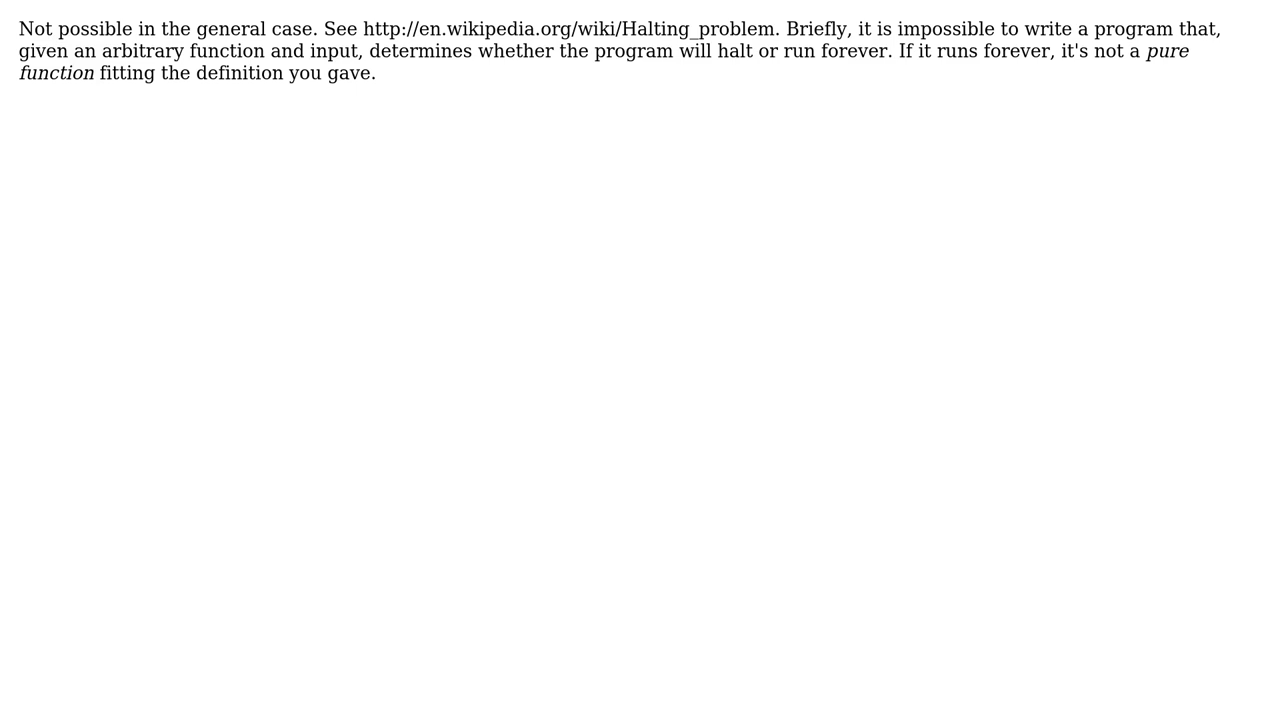 Not possible in the general case. See http://en.wikipedia.org/wiki/Halting_problem. Briefly, it is impossible to write a program that,
given an arbitrary function and input, determines whether the program will halt or run forever. If it runs forever, it's not a pure
function fitting the definition you gave.